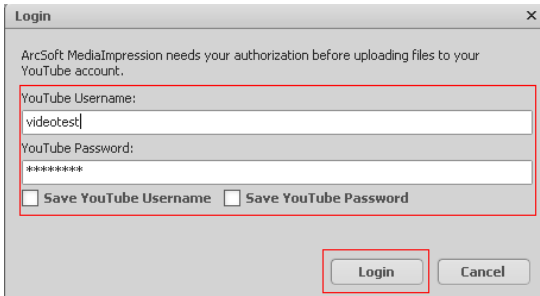 Login
ArcSoft MediaImpression needs your authorization before uploading files to your
YouTube account.
YouTube Username:
videotest
YouTube Password:
********
Save YouTube Username Save YouTube Password
Login Cancel